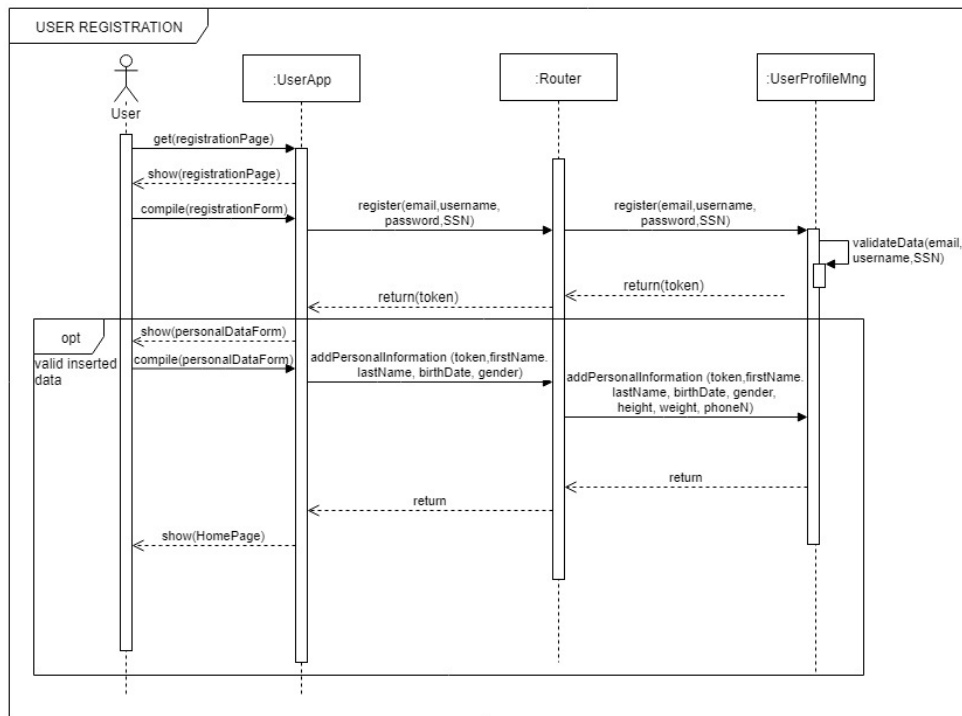 USER REGISTRATION
User
:UserApp
:Router
:UserProfileMng
get(registrationPage)
show(registrationPage)
compile(registrationForm)
register(email,username,
password,SSN)
register(email,username,
password,SSN)
validateData(email,
username,SSN)
return(token)
return(token)
opt
valid inserted
data
show(personalDataForm)
compile(personalDataForm)
addPersonalInformation (token,firstName.
lastName, birthDate, gender)
addPersonalInformation (token,firstName.
lastName, birthDate, gender,
height, weight, phoneN)
return
return
show(HomePage)